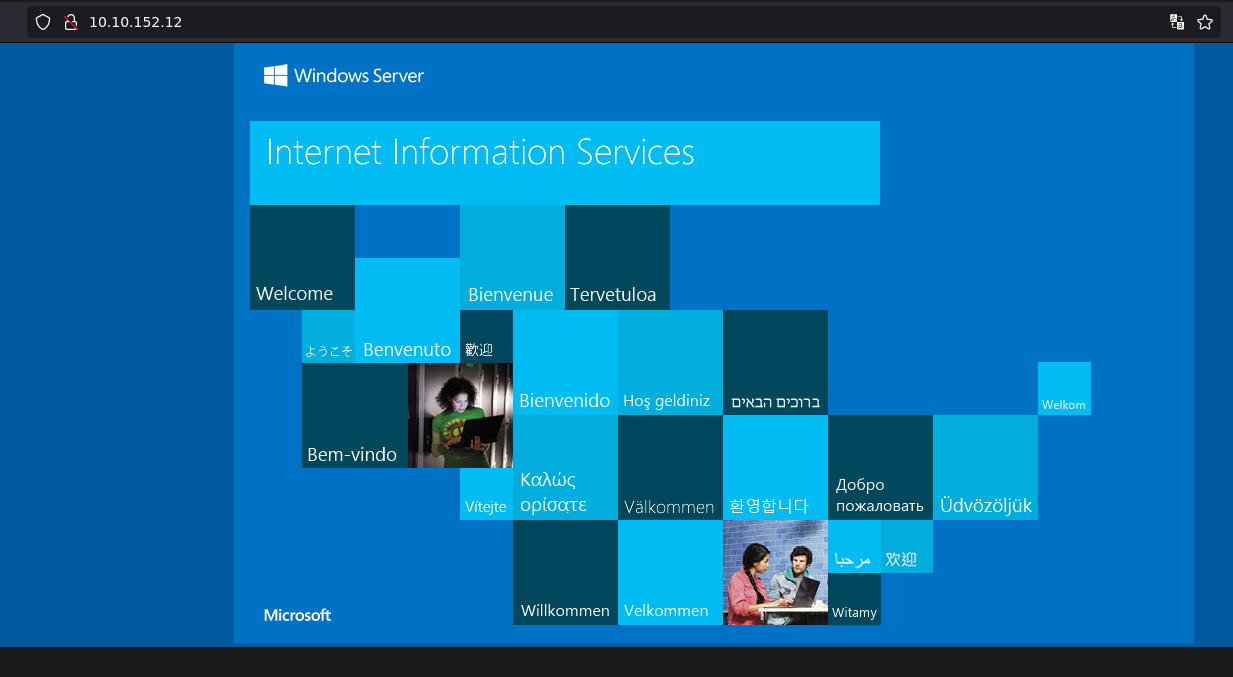 10.10.152.12
Windows Server
Internet Information Services
Welcome
Bienvenue
Tervetuloa
ようこそ
Benvenuto
歡迎
Bienvenido
Hoş geldiniz
ברוכים הבאים
Welkom
Bem-vindo
Vítejte
Καλώς
ορίσατε
Välkommen
환영합니다
Добро
пожаловать
Üdvözöljük
مرحبا
欢迎
Willkommen
Velkommen
Witamy
Microsoft